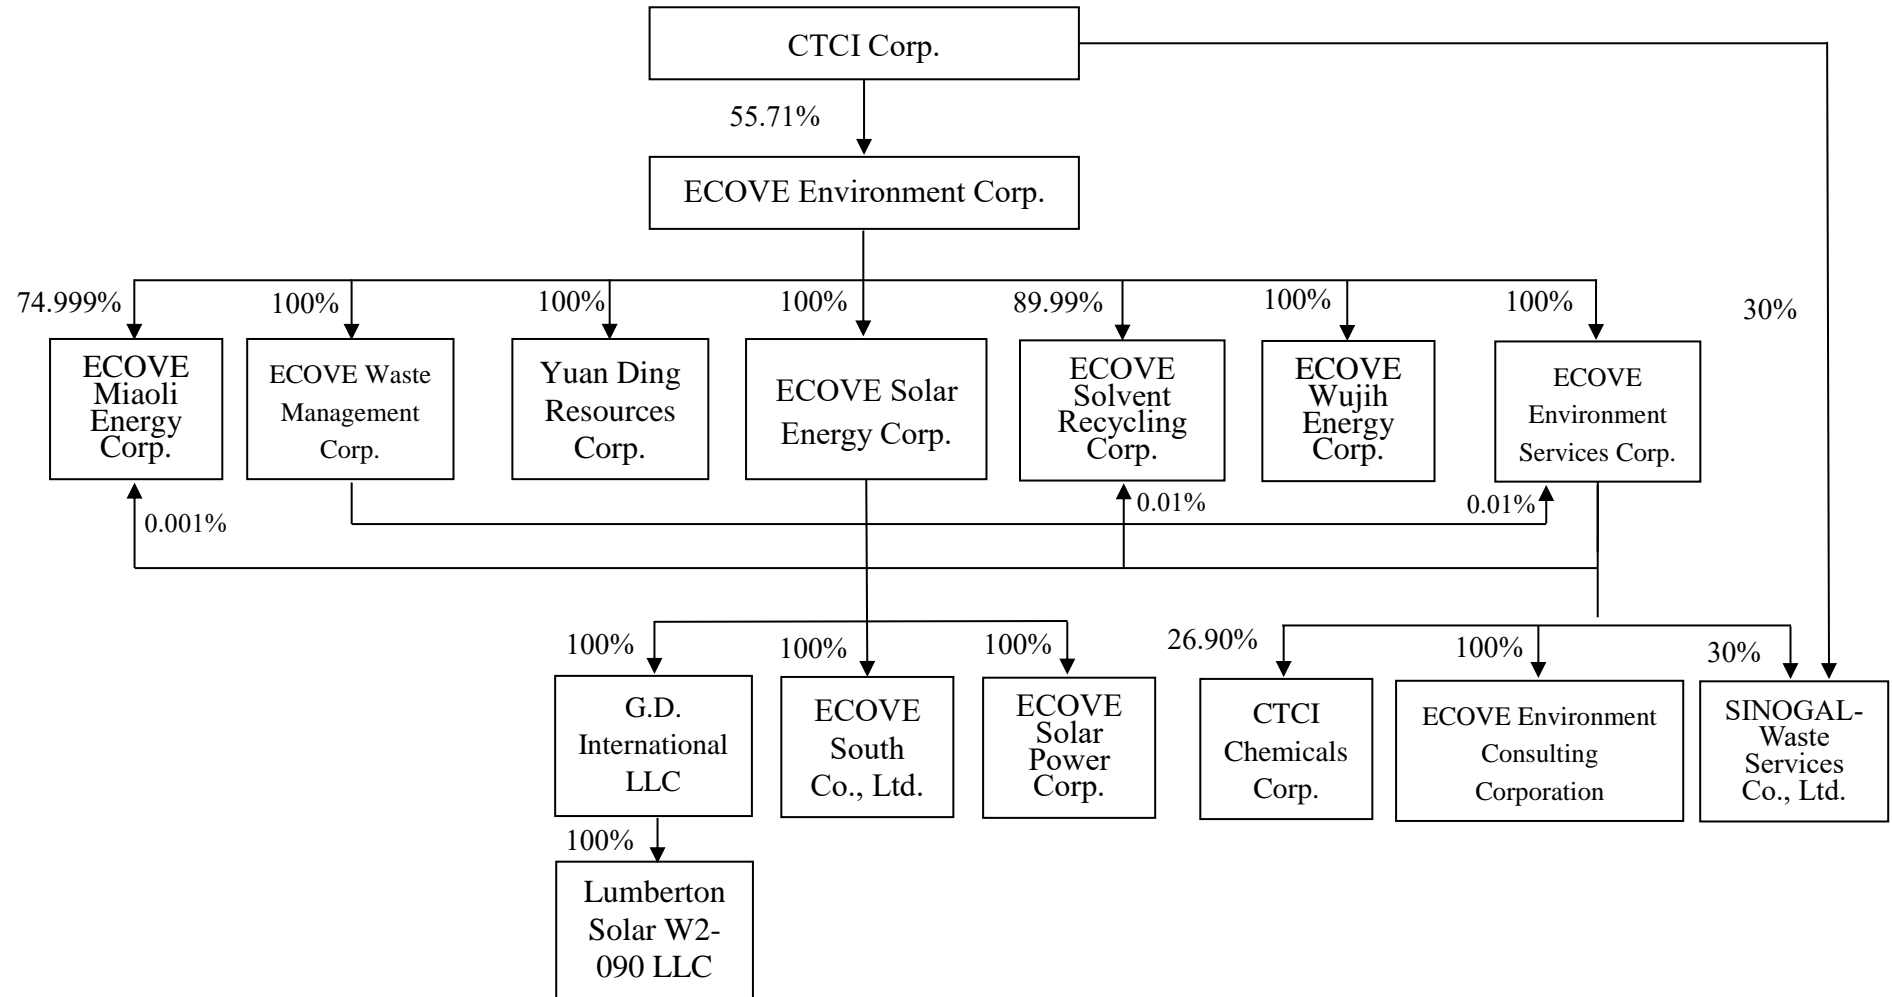 CTCI Corp.
55.71%
ECOVE Environment Corp.
74.999%
100%
100%
100%
89.99%
100%
100%
30%
ECOVE
Miaoli
Energy
Corp.
ECOVE Waste
Management
Corp.
Yuan Ding
Resources
Corp.
ECOVE Solar
Energy Corp.
ECOVE
Solvent
Recycling
Corp.
ECOVE
Wujih
Energy
Corp.
ECOVE
Environment
Services Corp.
0.001%
0.01%
0.01%
100%
100%
100%
26.90%
100%
30%
G.D.
International
LLC
ECOVE
South
Co., Ltd.
ECOVE
Solar
Power
Corp.
CTCI
Chemicals
Corp.
ECOVE Environment
Consulting
Corporation
SINOGAL-
Waste
Services
Co., Ltd.
100%
Lumberton
Solar W2-
090 LLC